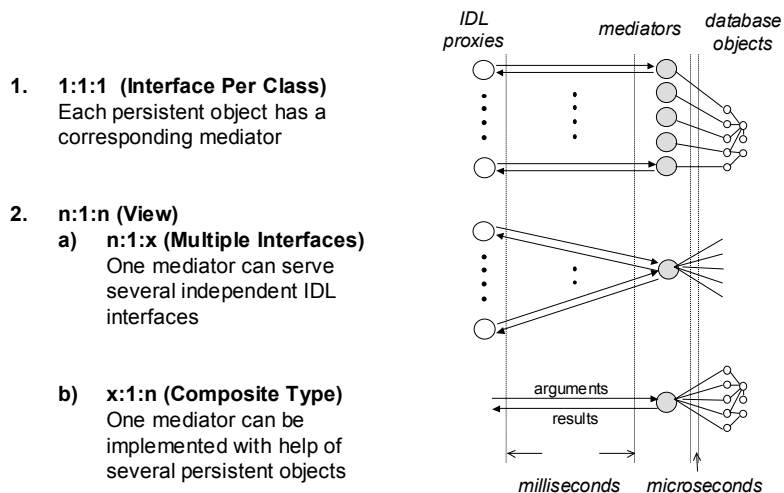 1. 1:1:1 (Interface Per Class)
Each persistent object has a
corresponding mediator
2. n:1:n (View)
a) n:1:x (Multiple Interfaces)
One mediator can serve
several independent IDL
interfaces
b) x:1:n (Composite Type)
One mediator can be
implemented with help of
several persistent objects
IDL
proxies
mediators
database
objects
arguments
results
milliseconds
microseconds